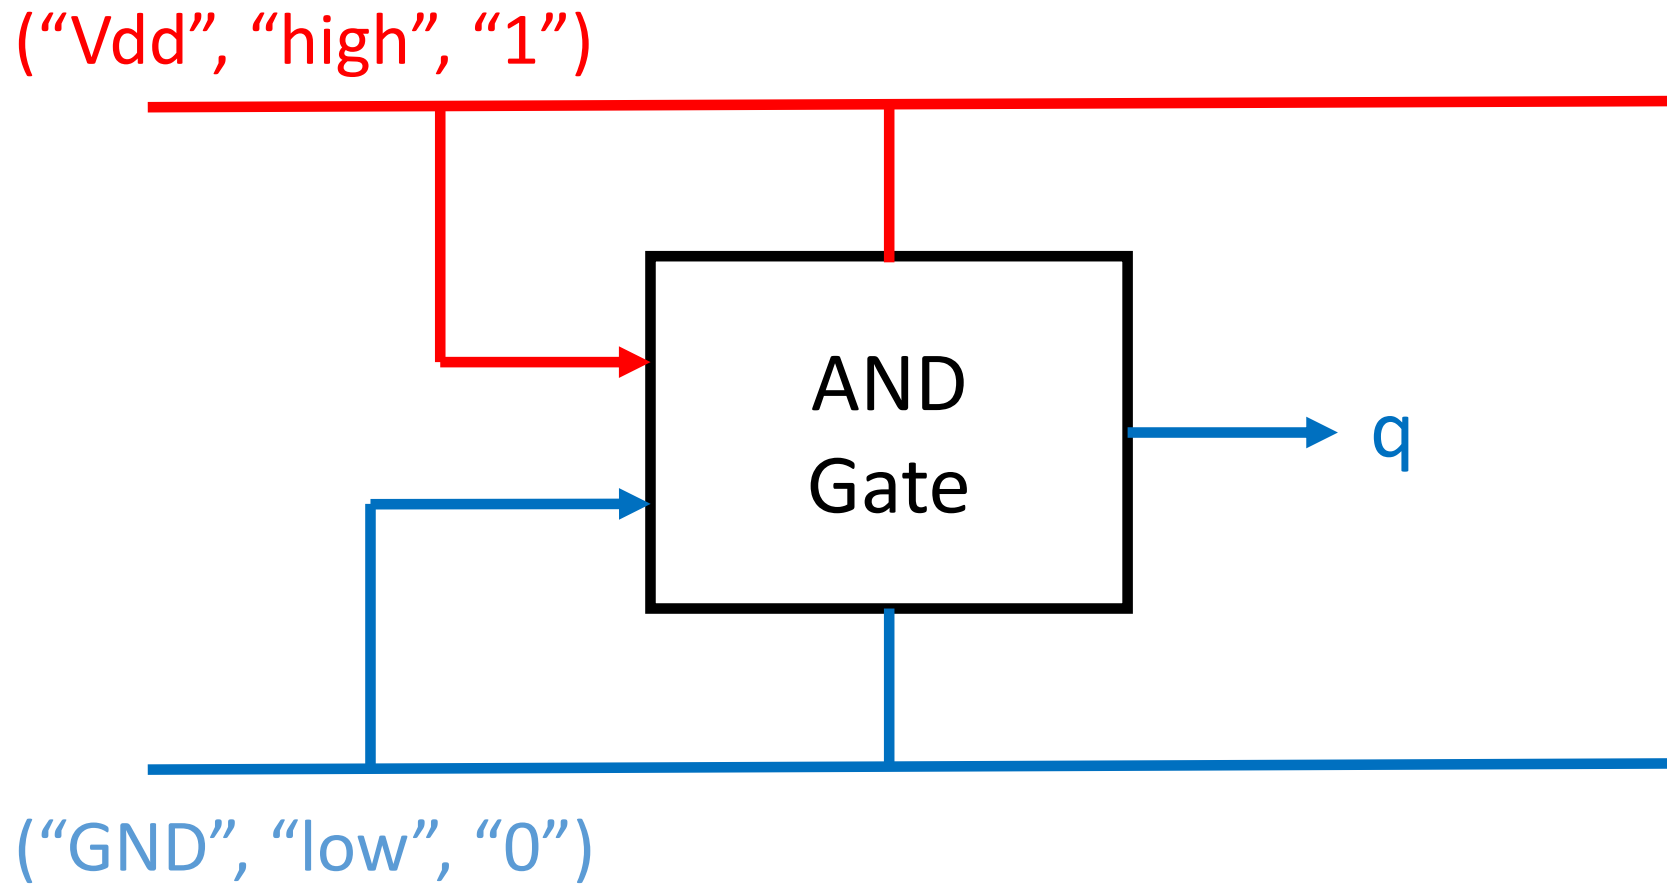 (“Vdd”, “high”, “1”)
AND
Gate
q
(“GND”, “low”, “0”)